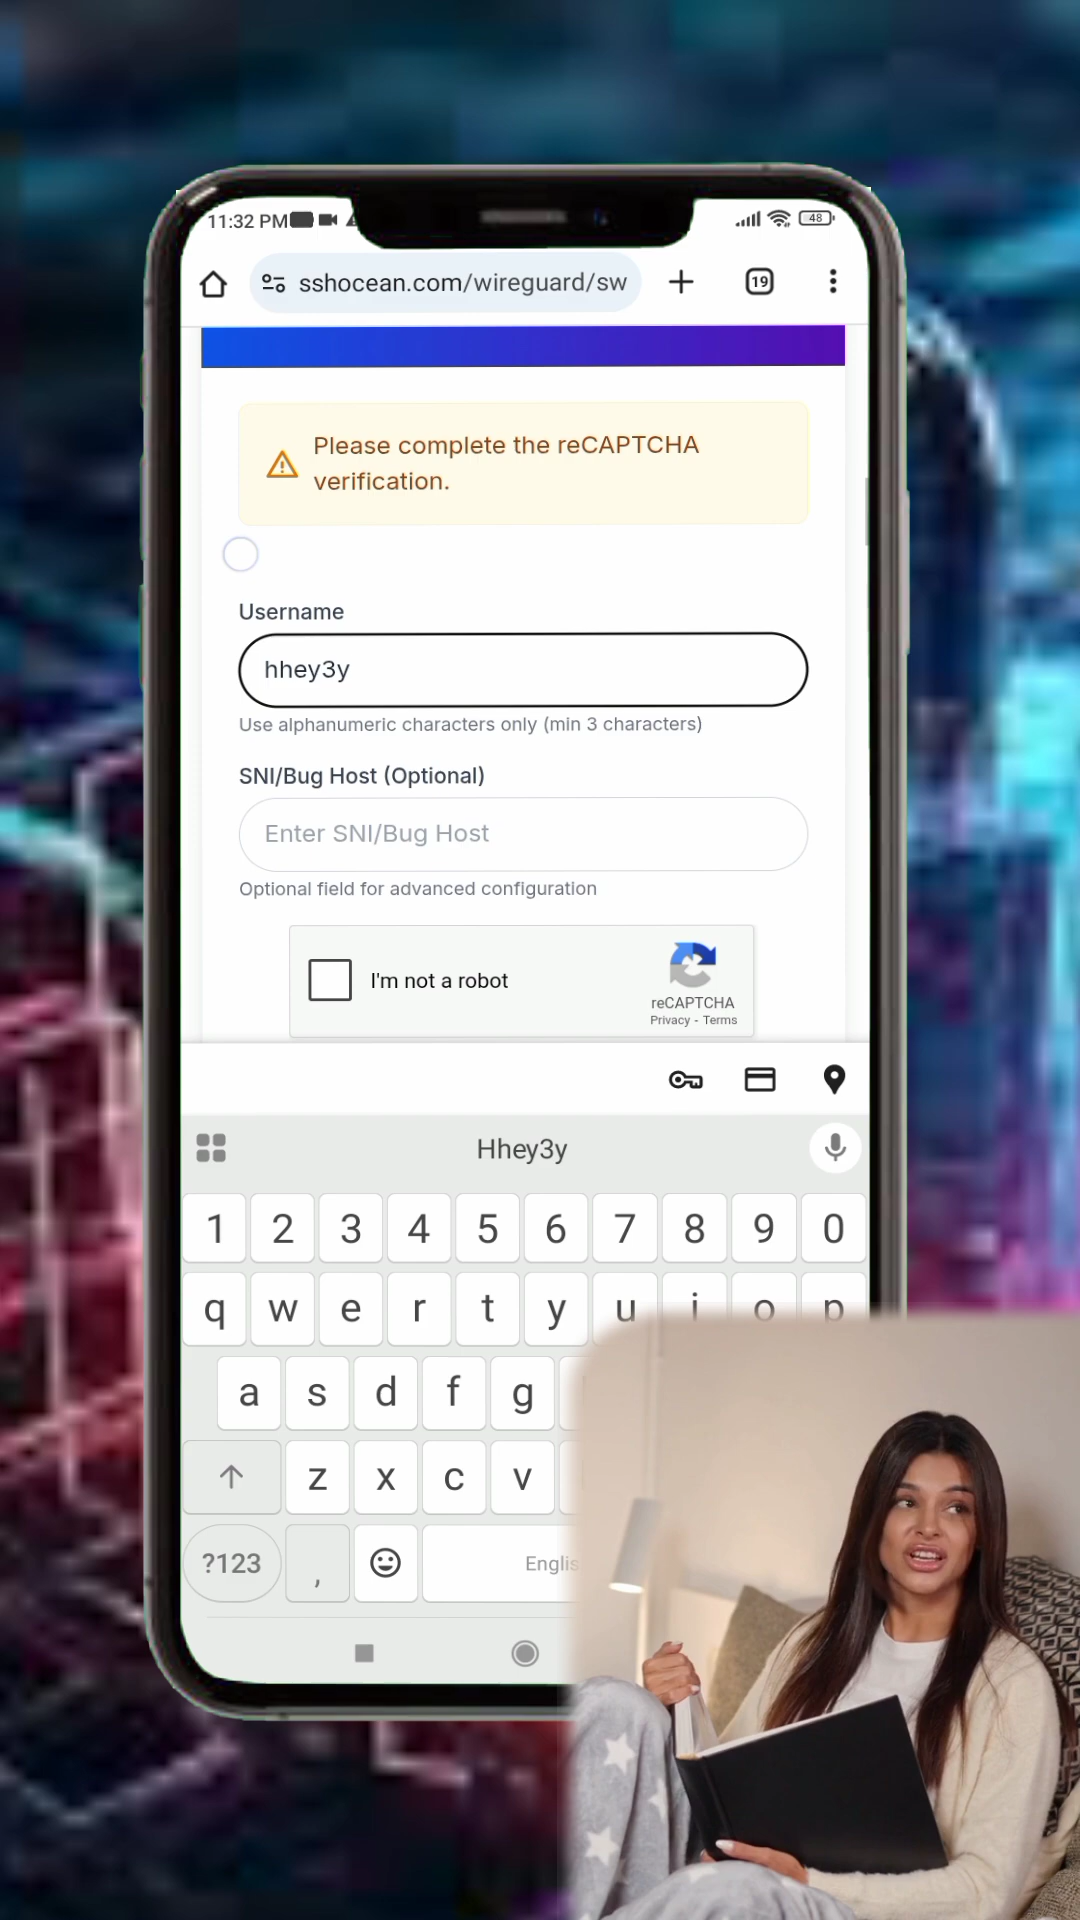 11:32 PM
48
sshocean.com/wireguard/sw
19
Please complete the reCAPTCHA
verification.
Username
hhey3y
Use alphanumeric characters only (min 3 characters)
SNI/Bug Host (Optional)
Enter SNI/Bug Host
Optional field for advanced configuration
I'm not a robot
reCAPTCHA
Privacy - Terms
Hhey3y
1 2 3 4 5 6 7 8 9 0
q w e r t y u i o p
a s d f g
z x c v
?123 ,